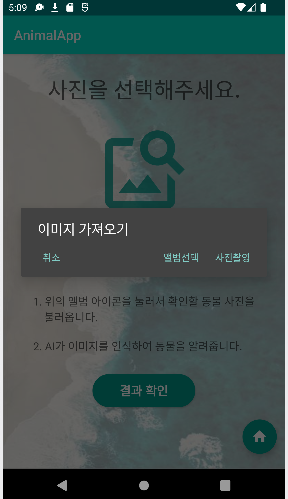 5:09
AnimalApp
사진을 선택해주세요.
이미지 가져오기
취소 앨범선택 사진촬영
1. 위의 앨범 아이콘을 눌러서 확인할 동물 사진을
불러옵니다.
2. AI가 이미지를 인식하여 동물을 알려줍니다.
결과 확인